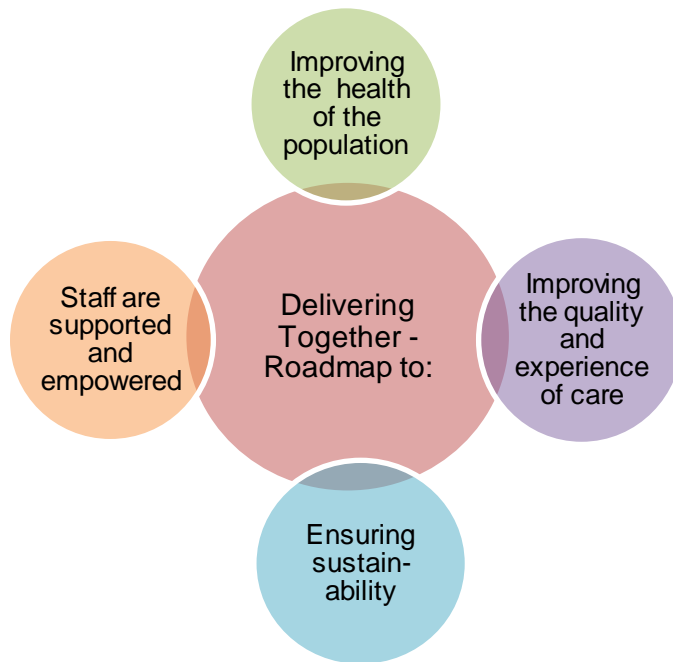 Improving
the health
of the
population
Staff are
supported
and
empowered
Delivering
Together -
Roadmap to:
Improving
the quality
and
experience
of care
Ensuring
sustain-
ability